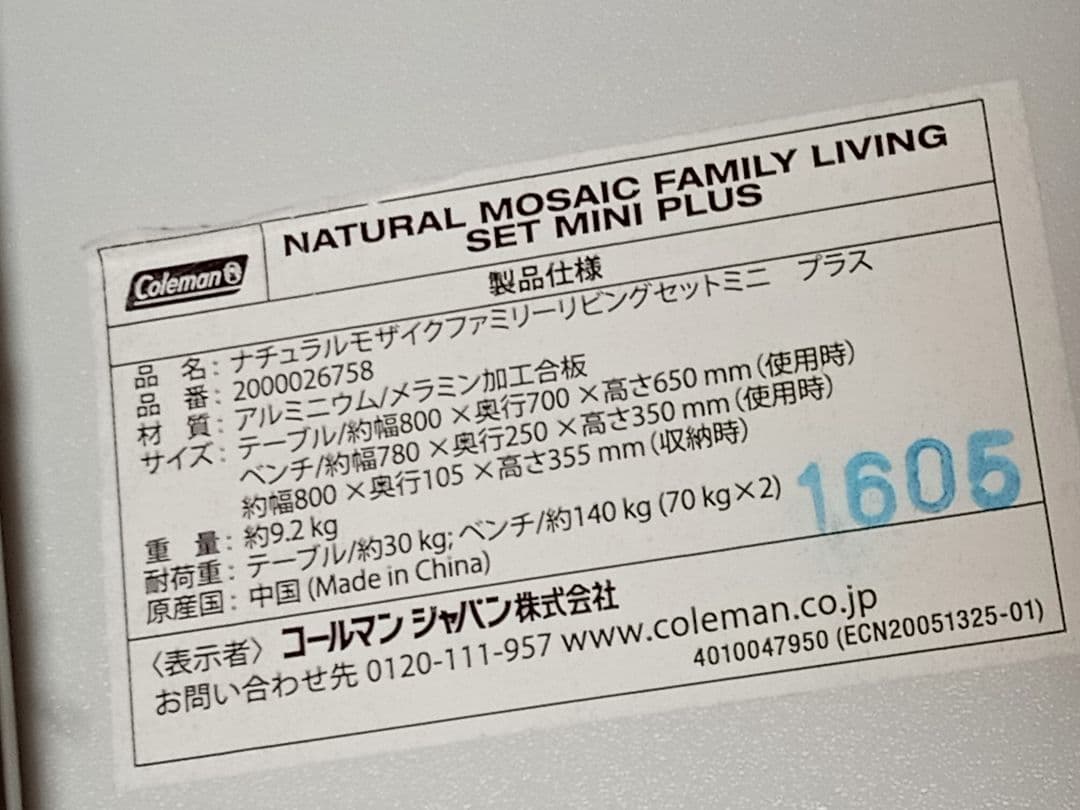 Coleman
NATURAL MOSAIC FAMILY LIVING
SET MINI PLUS
製品仕様
品 名：ナチュラルモザイクファミリーリビングセットミニ プラス
品 番：2000026758
材 質：アルミニウム/メラミン加工合板
サイズ：テーブル/約幅800×奥行700×高さ650 mm（使用時）
ベンチ/約幅780×奥行250×高さ350 mm（使用時）
約幅800×奥行105×高さ355 mm（収納時）
重 量：約9.2 kg
耐荷重：テーブル/約30 kg; ベンチ/約140 kg (70 kg×2)
原産国：中国 (Made in China)
1605
〈表示者〉コールマン ジャパン株式会社
お問い合わせ先 0120-111-957 www.coleman.co.jp
4010047950 (ECN20051325-01)